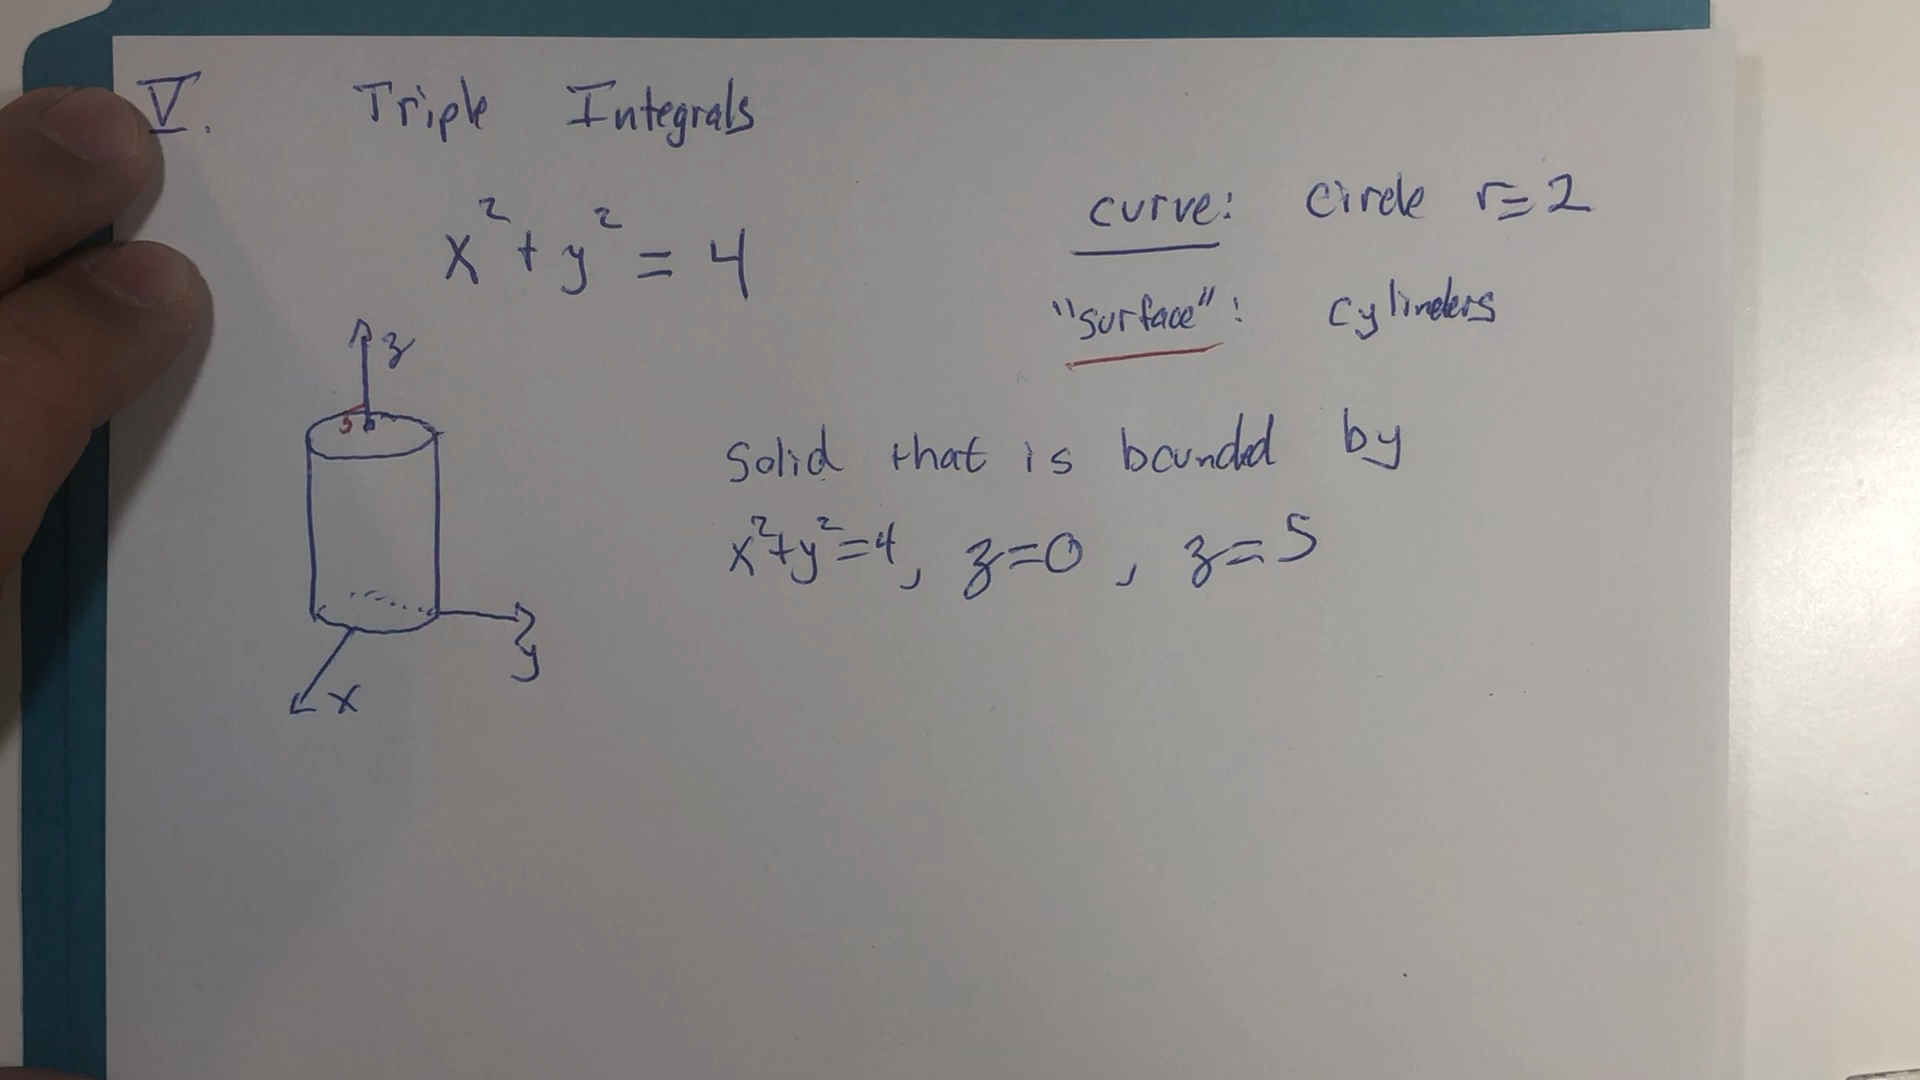 V. Triple Integrals
x² + y² = 4
curve: circle r=2
"surface": cylinders
z
5
solid that is bounded by
x²+y²=4, z=0, z=5
y
x